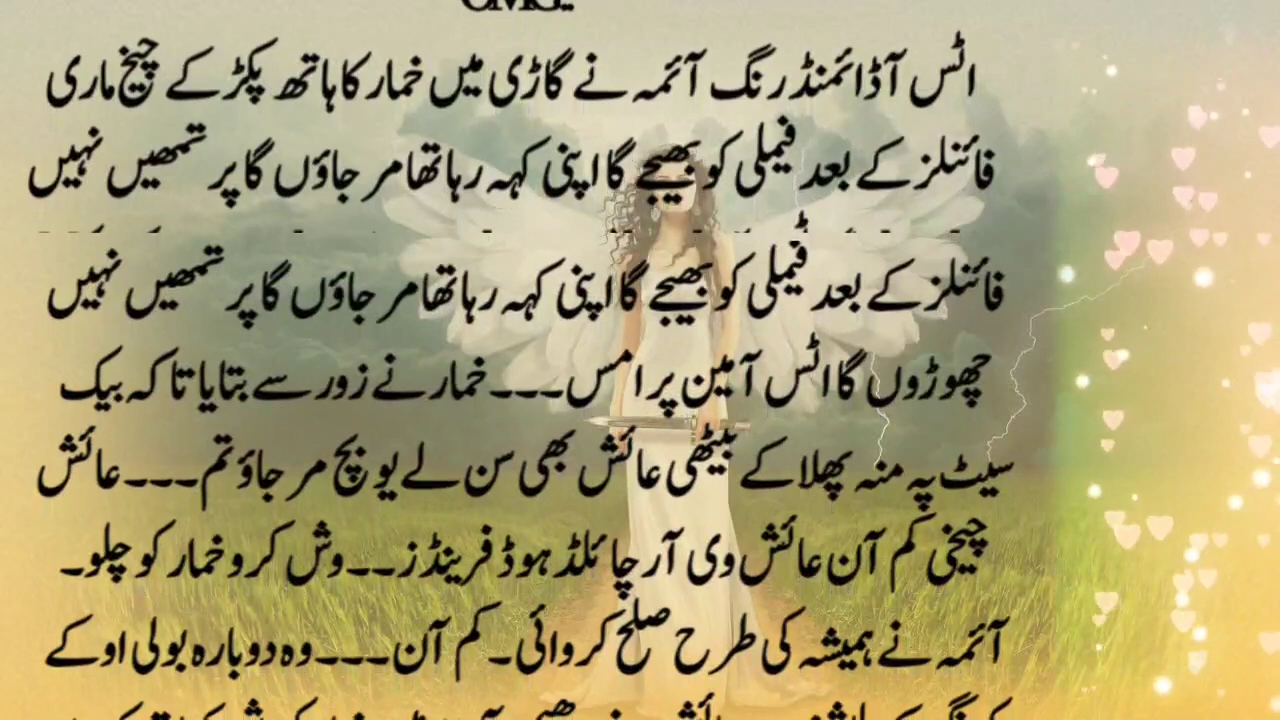 OMG..
اٹس آ ڈائمنڈ رنگ آئمہ نے گاڑی میں خمار کا ہاتھ پکڑ کے چیخ ماری
فائنلز کے بعد فیملی کو بھیجے گا اپنی کہہ رہا تھا مر جاؤں گا پر تمھیں نہیں
فائنلز کے بعد فیملی کو بھیجے گا اپنی کہہ رہا تھا مر جاؤں گا پر تمھیں نہیں
چھوڑوں گا اٹس آ مین پرامس۔۔۔خمار نے زور سے بتایا تا کہ بیک
سیٹ پہ منہ پھلا کے بیٹھی عائش بھی سن لے یو بچ مر جاؤ تم۔۔۔عائش
چیخی کم آن عائش وی آر چائلڈ ہوڈ فرینڈز۔۔وش کرو خمار کو چلو۔
آئمہ نے ہمیشہ کی طرح صلح کروائی۔کم آن۔۔۔وہ دوبارہ بولی اوکے